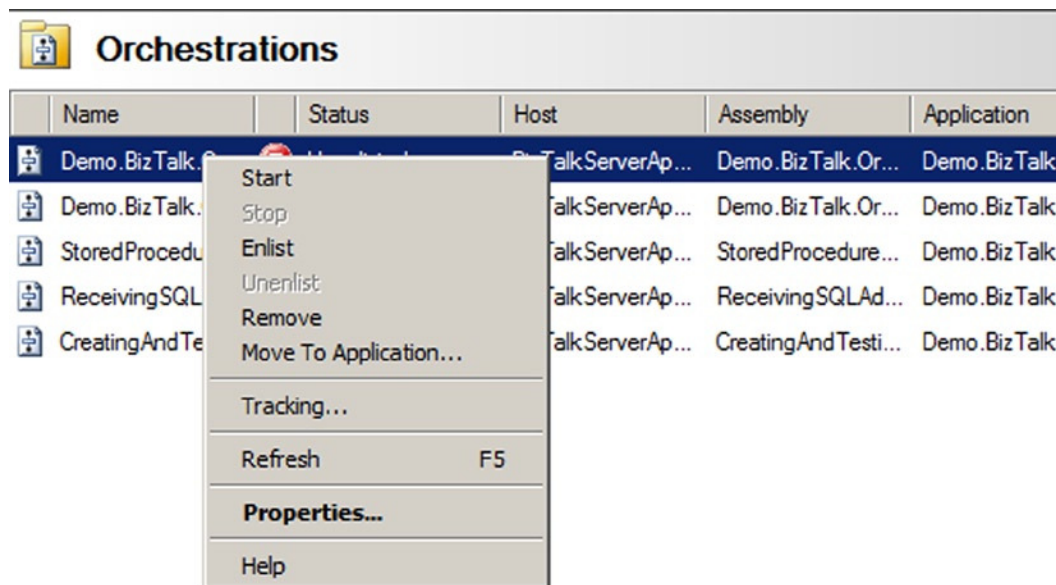 Orchestrations
Name Status Host Assembly Application
Demo.BizTalk. TalkServerAp... Demo.BizTalk.Or... Demo.BizTalk
Demo.BizTalk. TalkServerAp... Demo.BizTalk.Or... Demo.BizTalk
StoredProcedu alkServerAp... StoredProcedure... Demo.BizTalk
ReceivingSQL alkServerAp... ReceivingSQLAd... Demo.BizTalk
CreatingAndTe alkServerAp... CreatingAndTesti... Demo.BizTalk
Start
Stop
Enlist
Unenlist
Remove
Move To Application...
Tracking...
Refresh F5
Properties...
Help